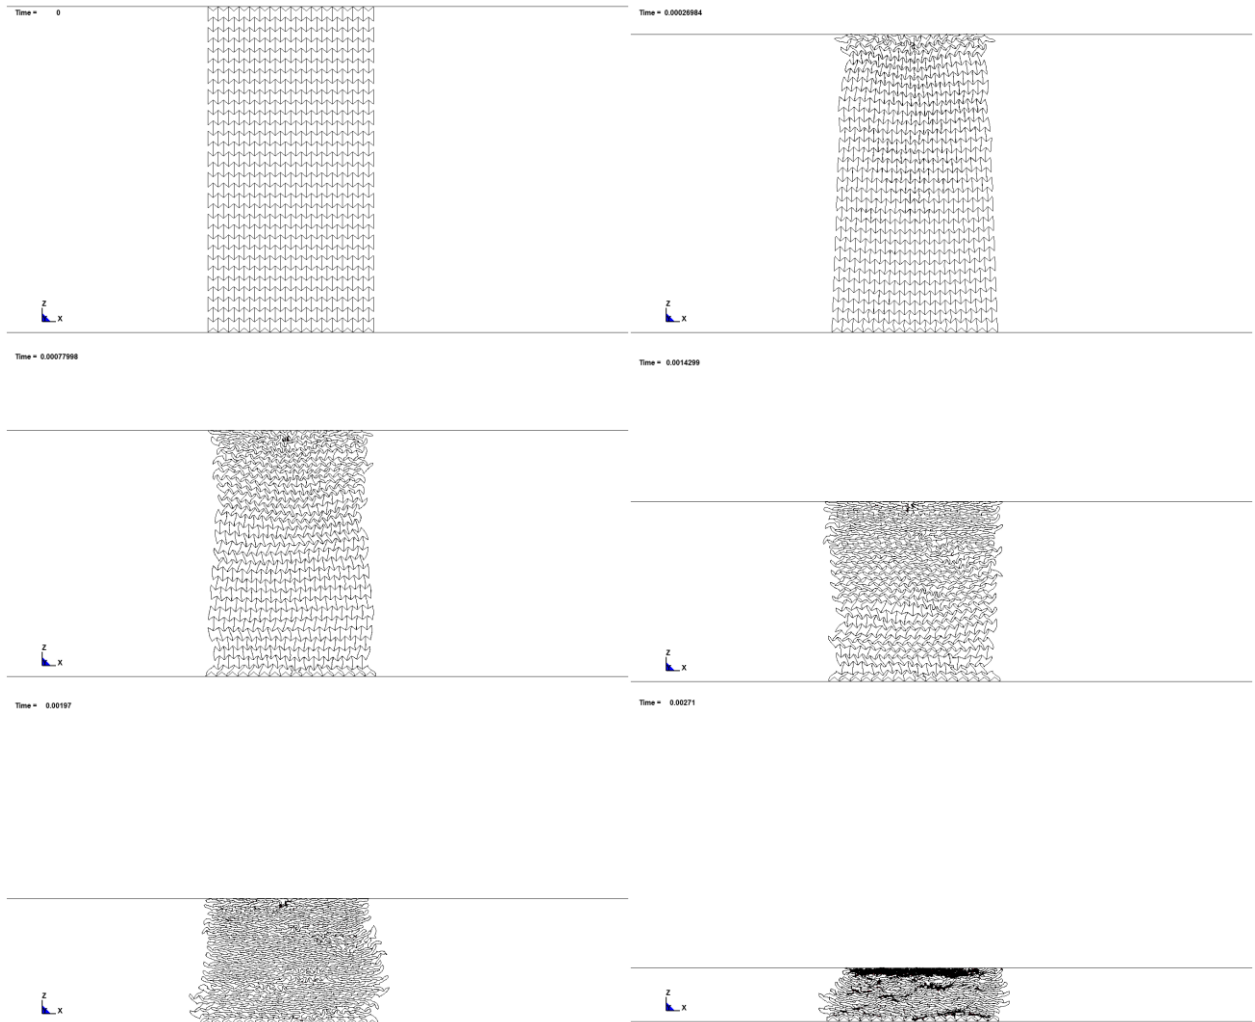 Time = 0
Z
X
Time = 0.00026984
Z
X
Time = 0.00077998
Z
X
Time = 0.0014299
Z
X
Time = 0.00197
Z
X
Time = 0.00271
Z
X